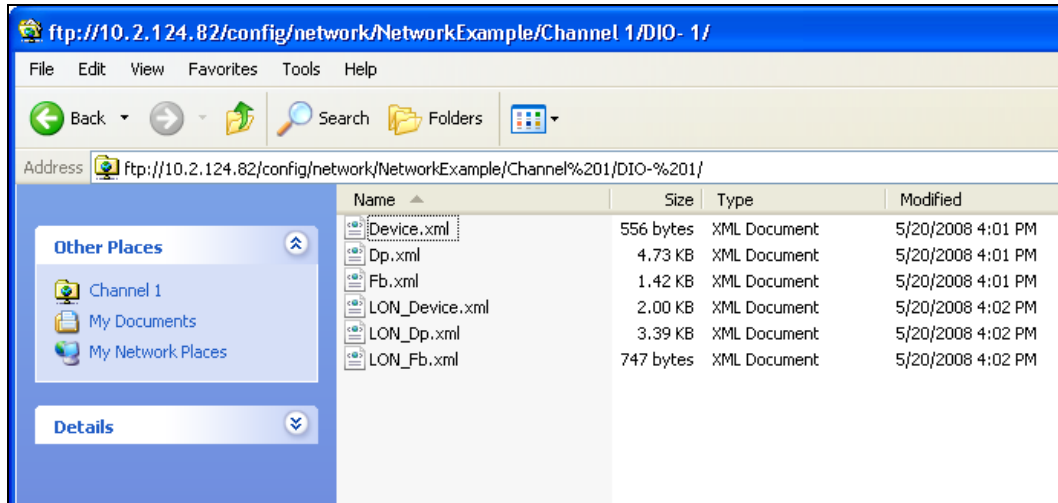 ftp://10.2.124.82/config/network/NetworkExample/Channel 1/DIO- 1/
File Edit View Favorites Tools Help
Back Search Folders
Address ftp://10.2.124.82/config/network/NetworkExample/Channel%201/DIO-%201/
Name Size Type Modified
Other Places
Channel 1
My Documents
My Network Places
Details
Device.xml 556 bytes XML Document 5/20/2008 4:01 PM
Dp.xml 4.73 KB XML Document 5/20/2008 4:01 PM
Fb.xml 1.42 KB XML Document 5/20/2008 4:01 PM
LON_Device.xml 2.00 KB XML Document 5/20/2008 4:02 PM
LON_Dp.xml 3.39 KB XML Document 5/20/2008 4:02 PM
LON_Fb.xml 747 bytes XML Document 5/20/2008 4:02 PM